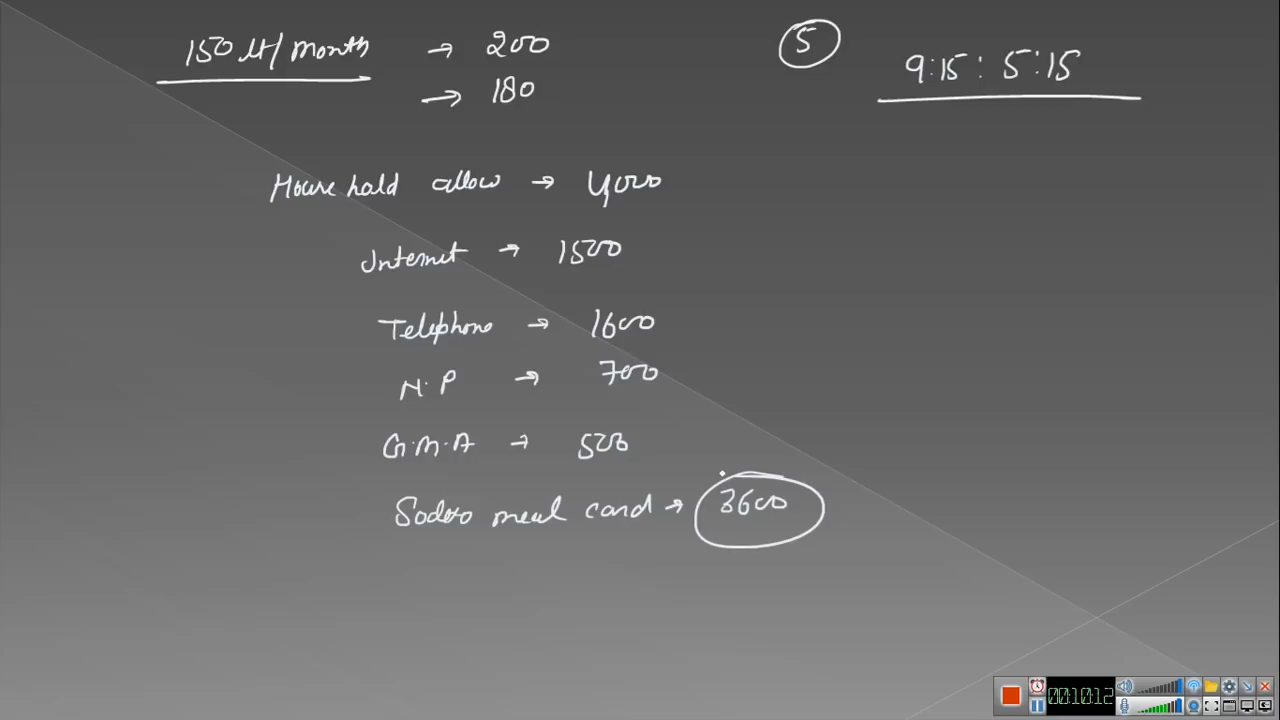 150 lt/month → 200
→ 180
5
9:15 : 5:15
House hold allow → 4000
Internet → 1500
Telephone → 1600
N.P → 700
G.M.A → 500
Sodexo meal card → 3600
00:10:12